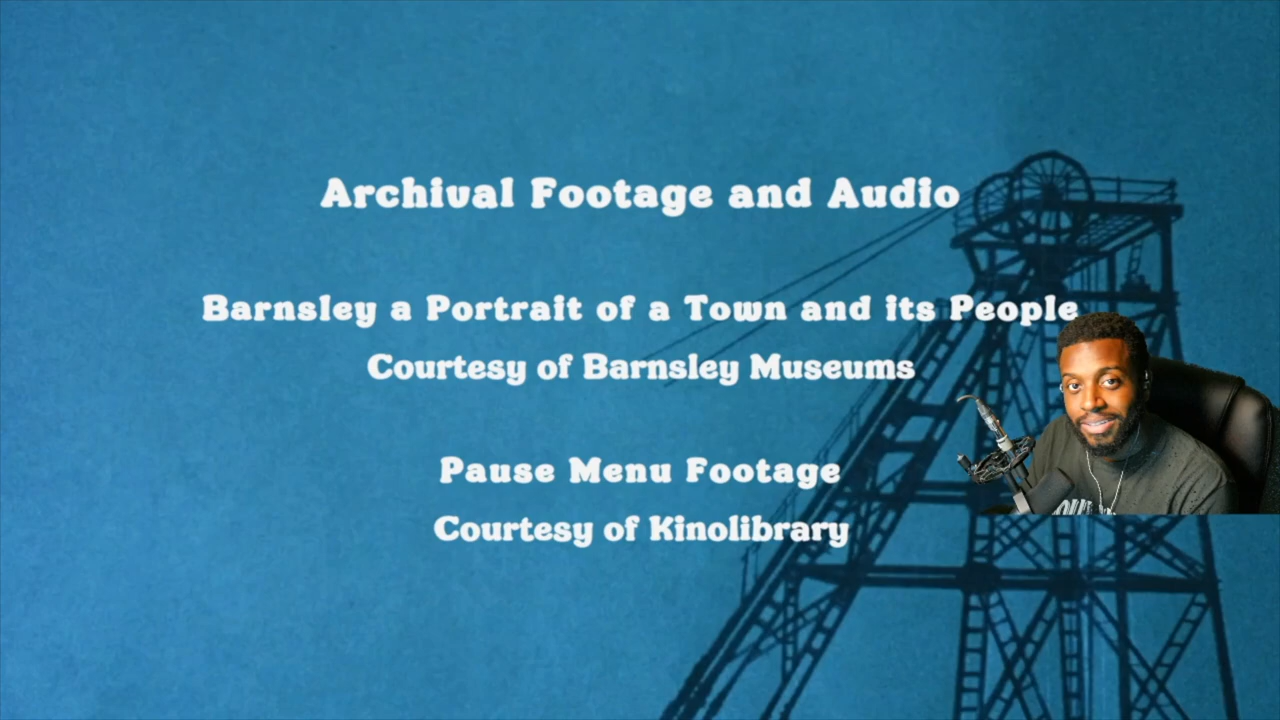 Archival Footage and Audio
Barnsley a Portrait of a Town and its People
Courtesy of Barnsley Museums
Pause Menu Footage
Courtesy of Kinolibrary